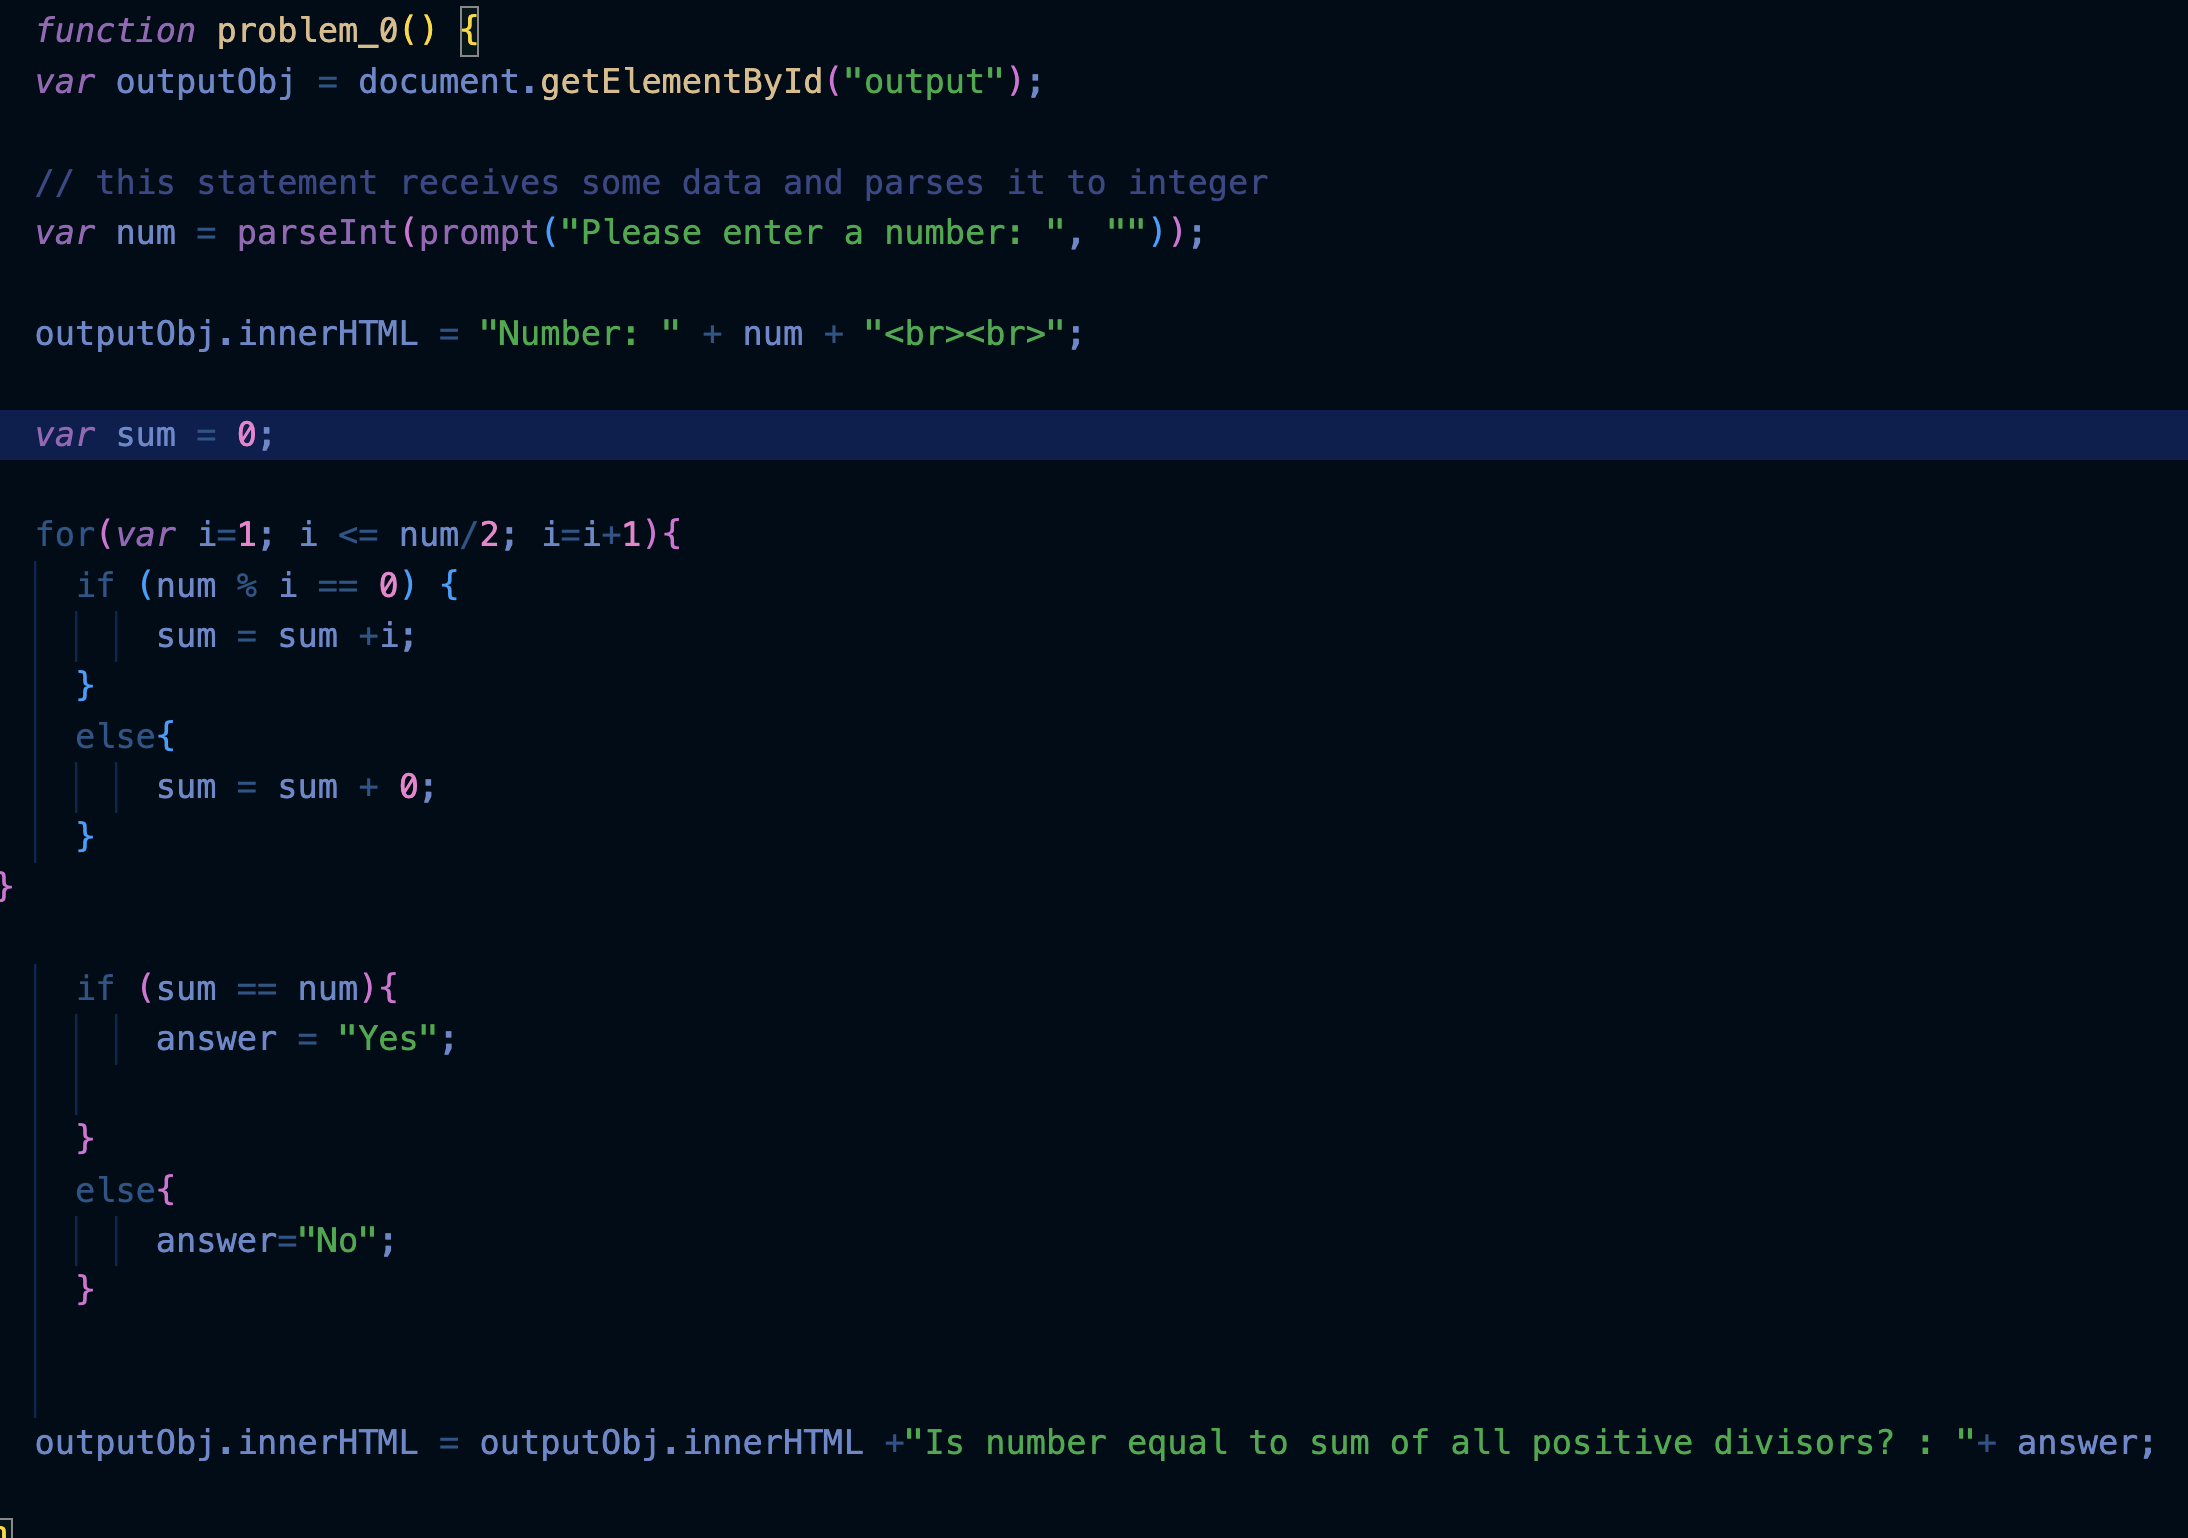 function problem_0() {
var outputObj = document.getElementById("output");
// this statement receives some data and parses it to integer
var num = parseInt(prompt("Please enter a number: ", ""));
outputObj.innerHTML = "Number: " + num + "<br><br>";
var sum = 0;
for(var i=1; i <= num/2; i=i+1){
if (num % i == 0) {
sum = sum +i;
}
else{
sum = sum + 0;
}
}
if (sum == num){
answer = "Yes";
}
else{
answer="No";
}
outputObj.innerHTML = outputObj.innerHTML +"Is number equal to sum of all positive divisors? : "+ answer;
}